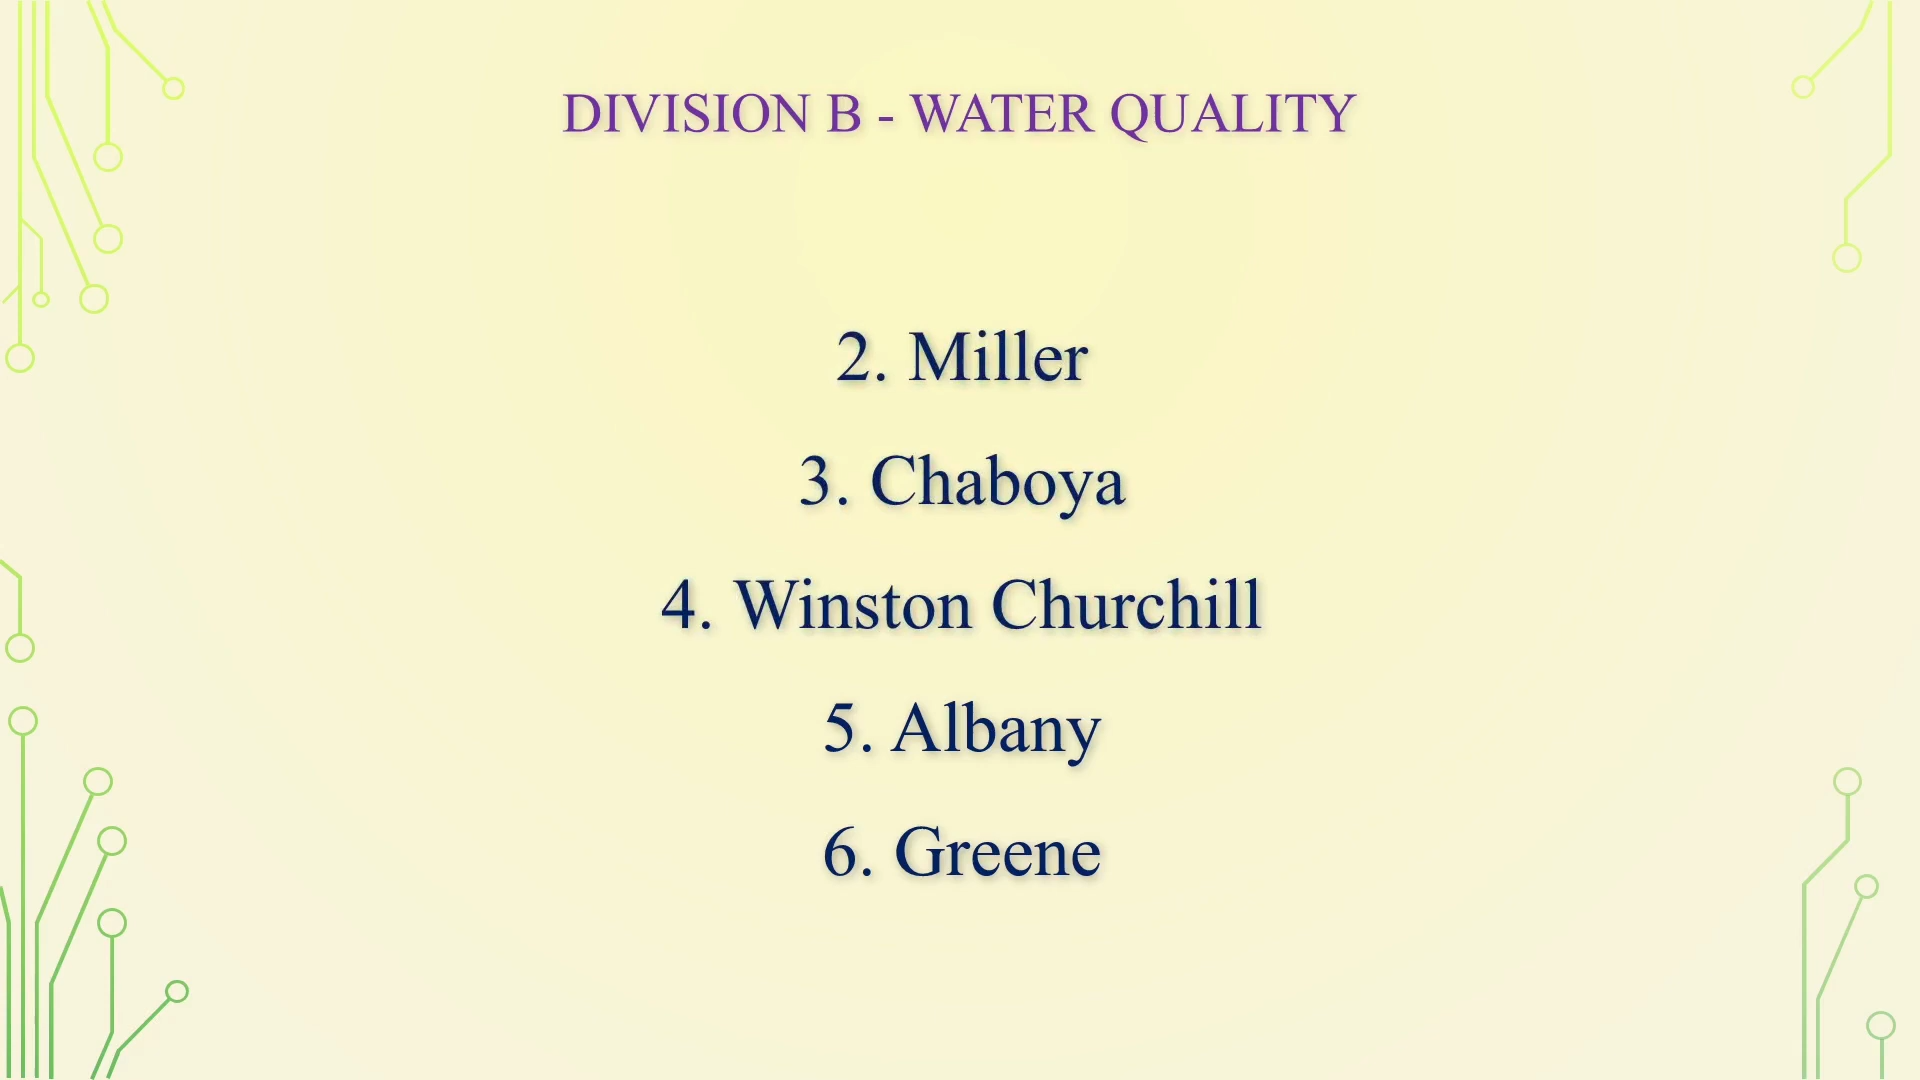 DIVISION B - WATER QUALITY
2. Miller
3. Chaboya
4. Winston Churchill
5. Albany
6. Greene